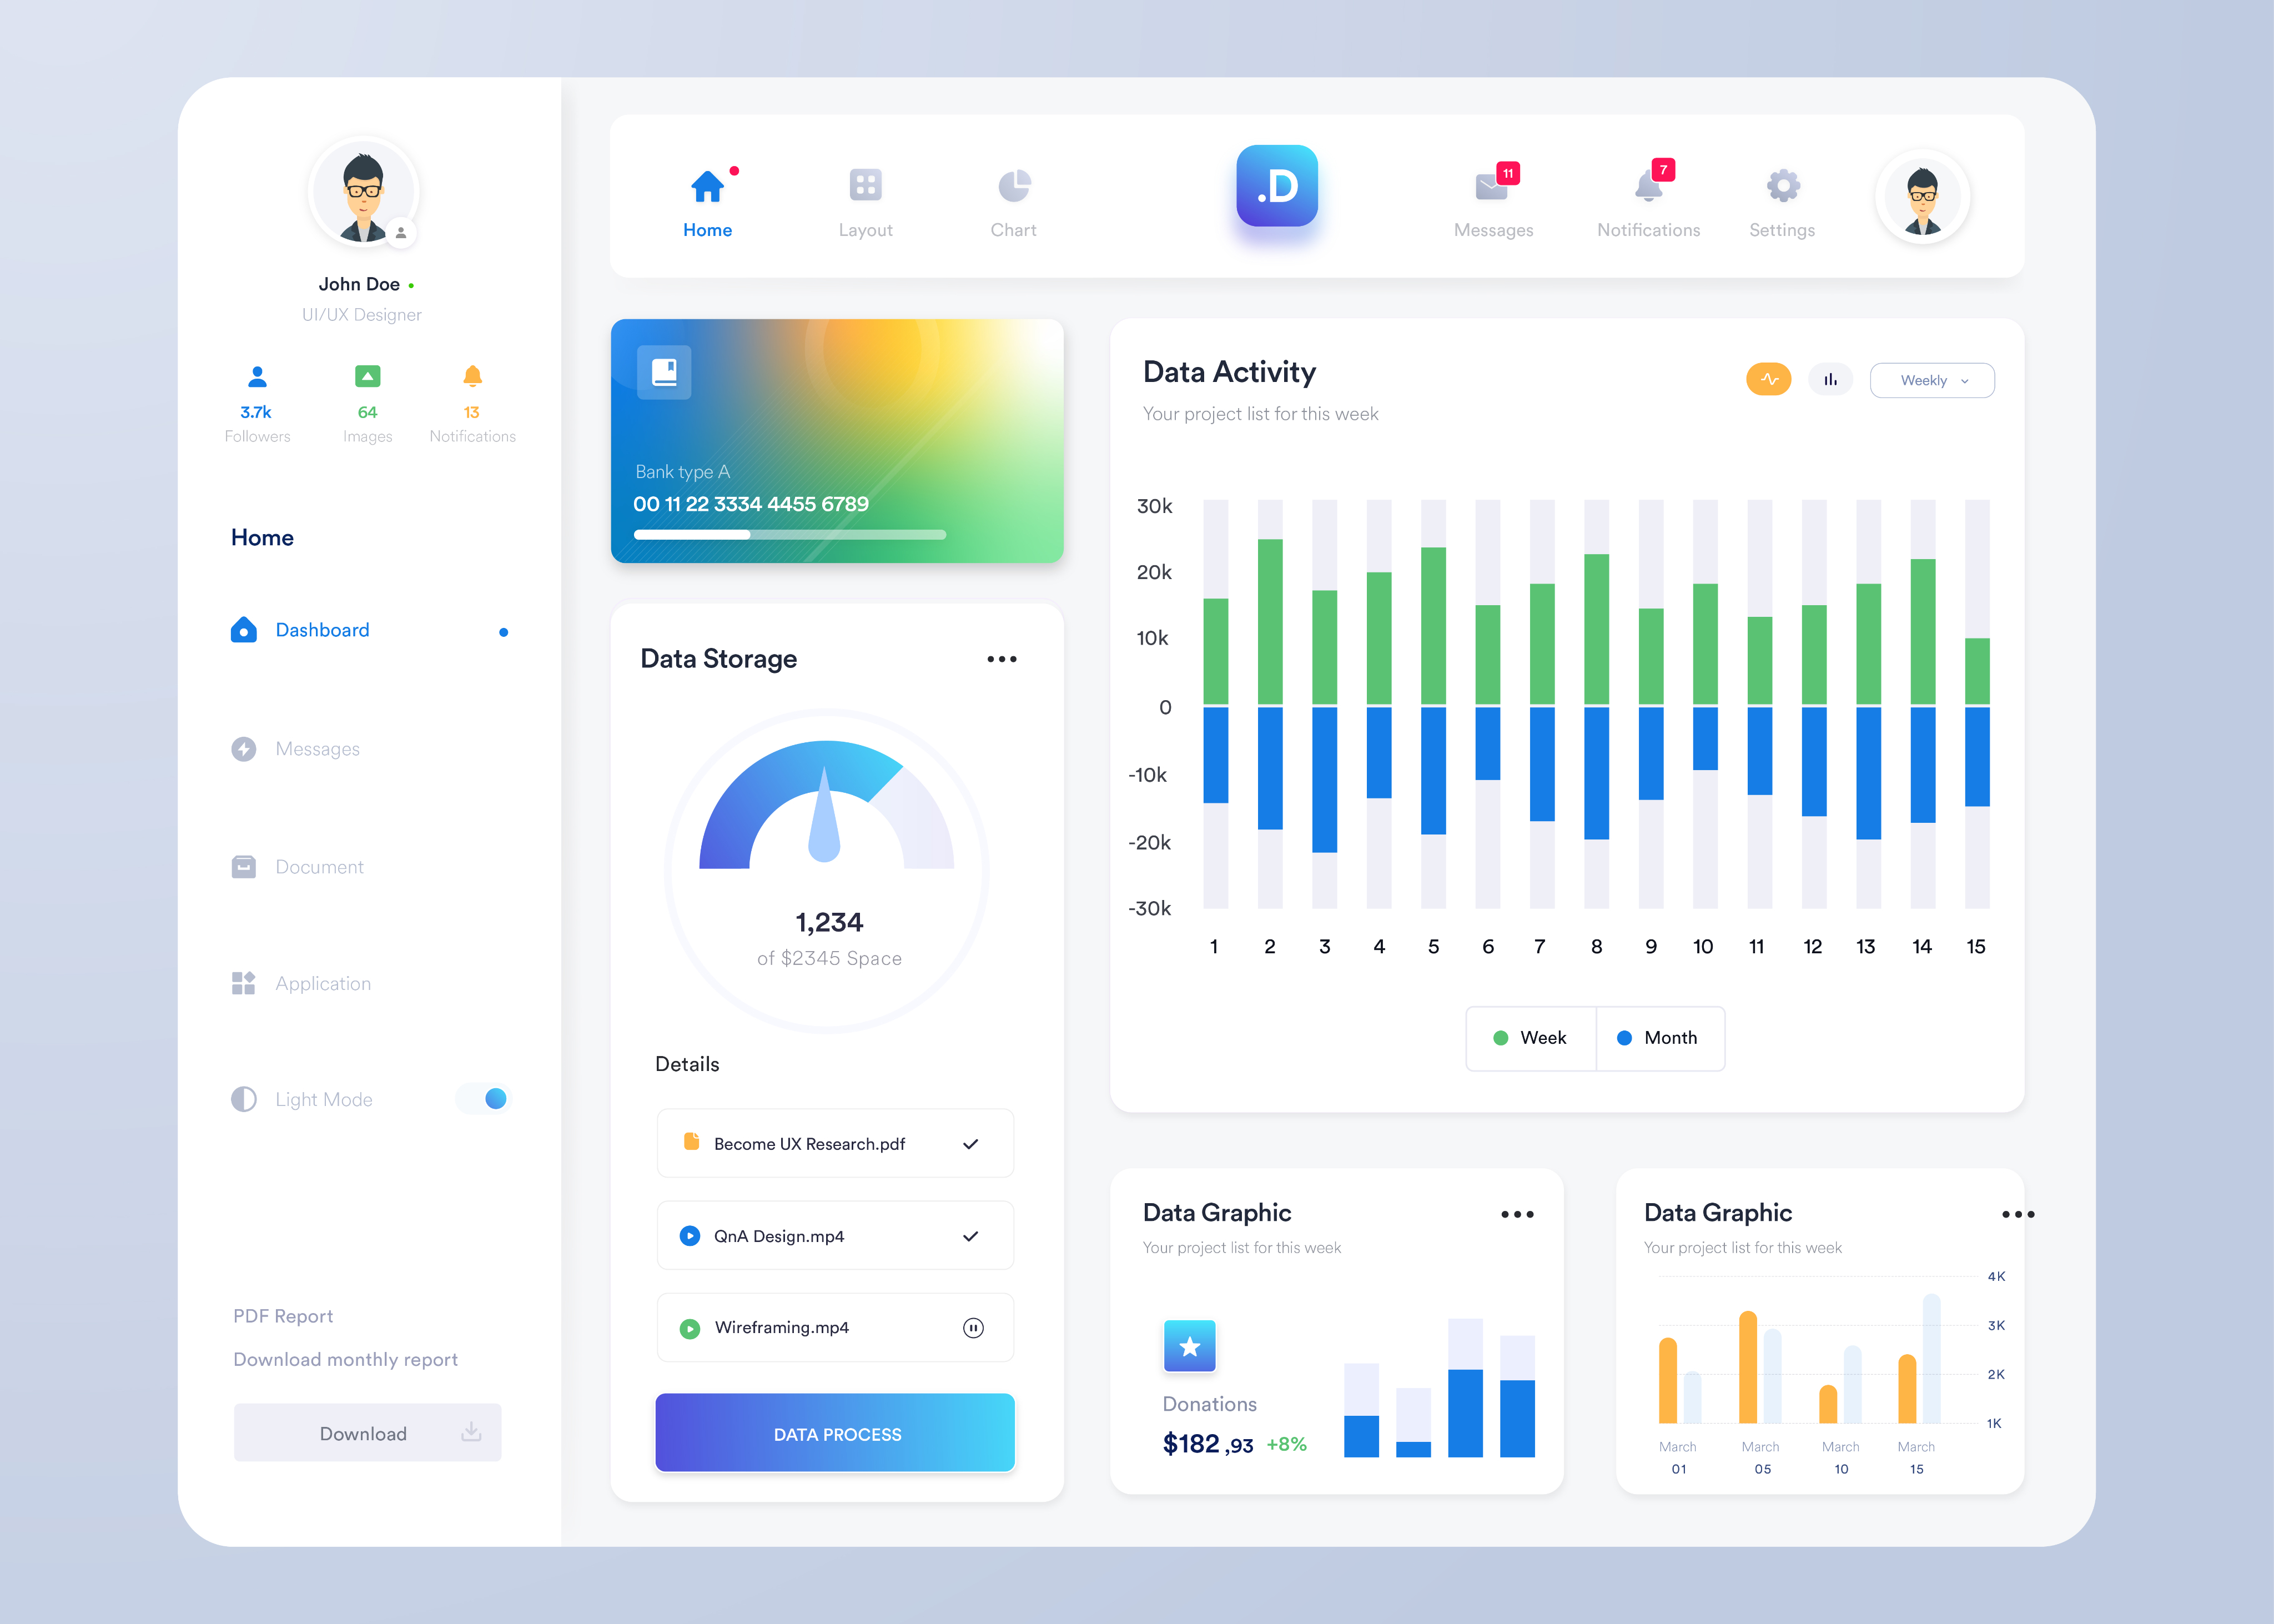 John Doe
UI/UX Designer
3.7k
Followers
64
Images
13
Notifications
Home
Dashboard
Messages
Document
Application
Light Mode
PDF Report
Download monthly report
Download
Home
Layout
Chart
.D
11
Messages
7
Notifications
Settings
Bank type A
00 11 22 3334 4455 6789
Data Storage
1,234
of $2345 Space
Details
Become UX Research.pdf
QnA Design.mp4
Wireframing.mp4
DATA PROCESS
Data Activity
Your project list for this week
Weekly
30k
20k
10k
0
-10k
-20k
-30k
1 2 3 4 5 6 7 8 9 10 11 12 13 14 15
Week Month
Data Graphic
Your project list for this week
Donations
$182 ,93 +8%
Data Graphic
Your project list for this week
4K
3K
2K
1K
March March March March
01 05 10 15